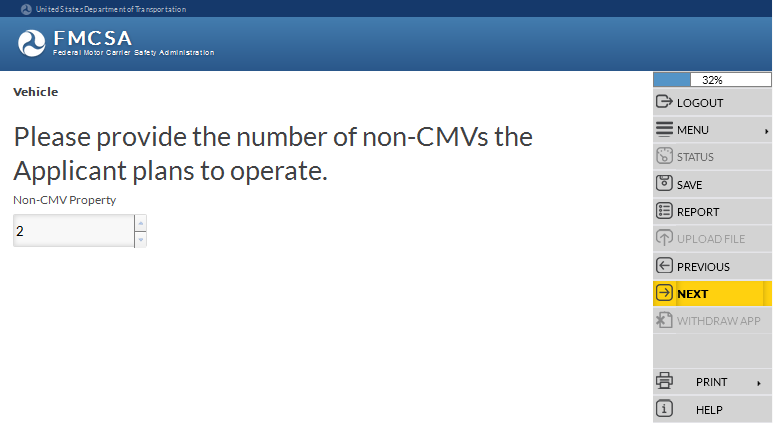 United States Department of Transportation
FMCSA
Federal Motor Carrier Safety Administration
Vehicle
Please provide the number of non-CMVs the
Applicant plans to operate.
Non-CMV Property
2
32%
LOGOUT
MENU
STATUS
SAVE
REPORT
UPLOAD FILE
PREVIOUS
NEXT
WITHDRAW APP
PRINT
HELP